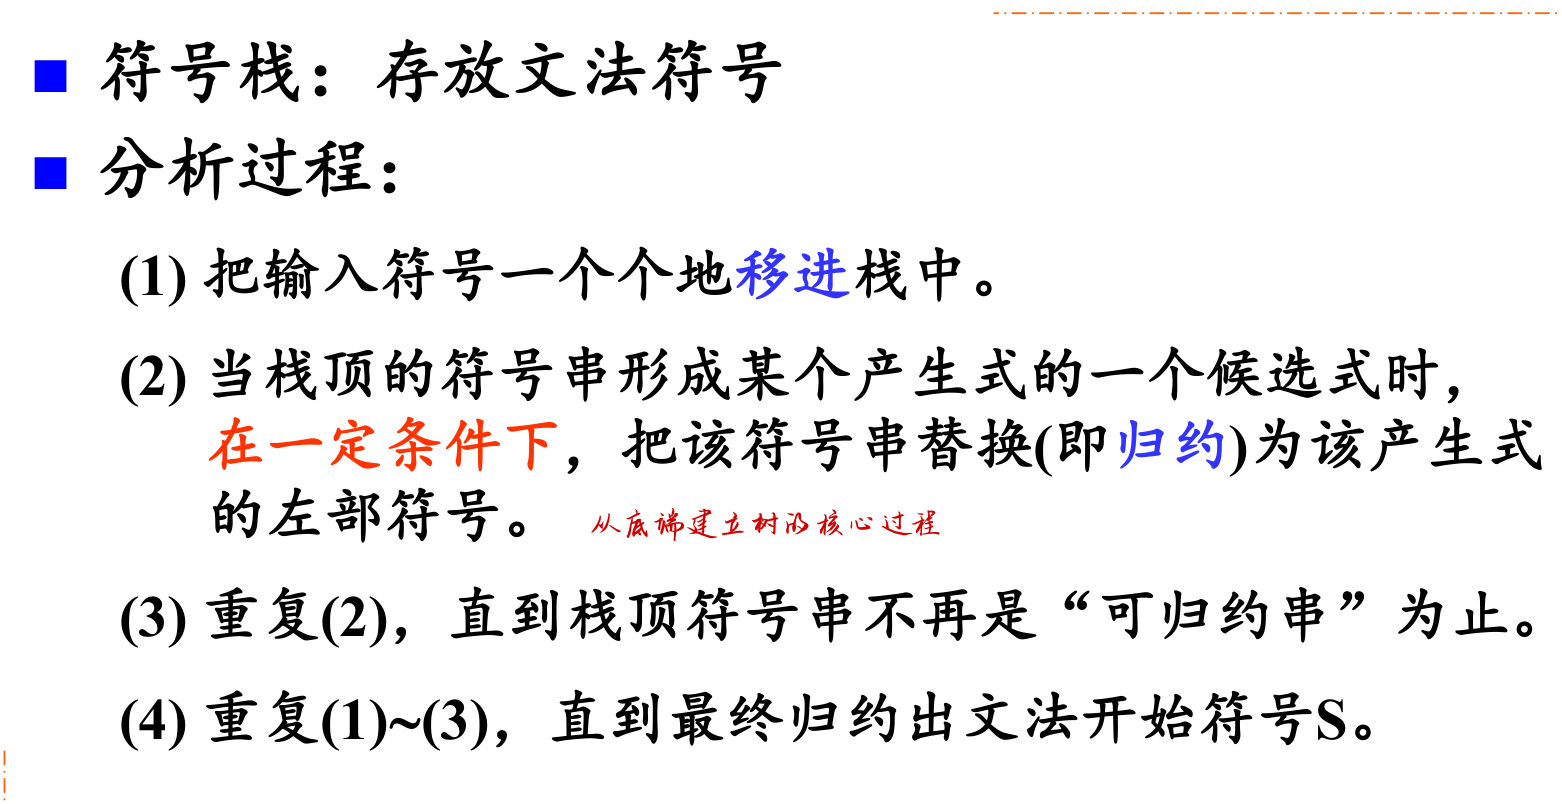 符号栈：存放文法符号
分析过程：
(1) 把输入符号一个个地移进栈中。
(2) 当栈顶的符号串形成某个产生式的一个候选式时，
在一定条件下，把该符号串替换(即归约)为该产生式
的左部符号。 从底端建立树的核心过程
(3) 重复(2)，直到栈顶符号串不再是“可归约串”为止。
(4) 重复(1)~(3)，直到最终归约出文法开始符号S。